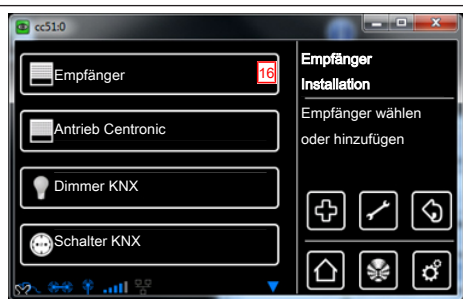 cc51:0
Empfänger
16
Antrieb Centronic
Dimmer KNX
Schalter KNX
Empfänger
Installation
Empfänger wählen
oder hinzufügen